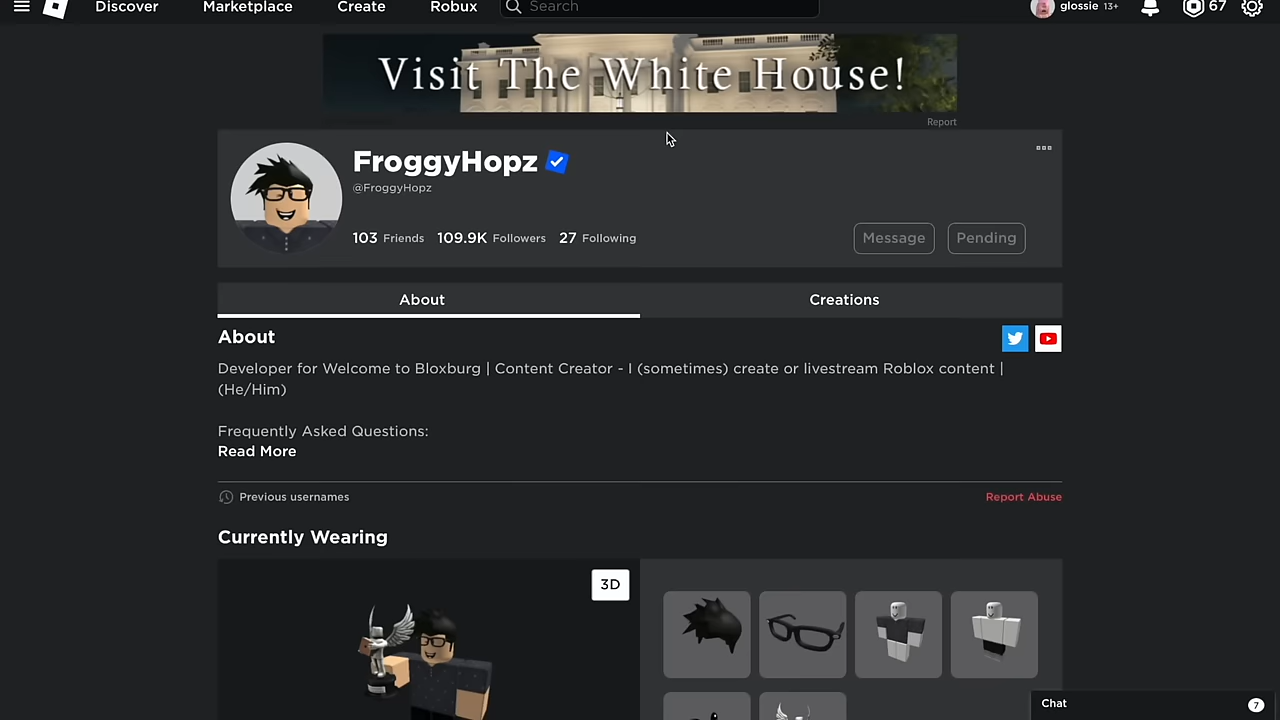 Discover Marketplace Create Robux Search glossie 13+ 67
Visit The White House!
Report
FroggyHopz
@FroggyHopz
103 Friends 109.9K Followers 27 Following Message Pending
About Creations
About
Developer for Welcome to Bloxburg | Content Creator - I (sometimes) create or livestream Roblox content |
(He/Him)
Frequently Asked Questions:
Read More
Previous usernames Report Abuse
Currently Wearing
3D
Chat 7